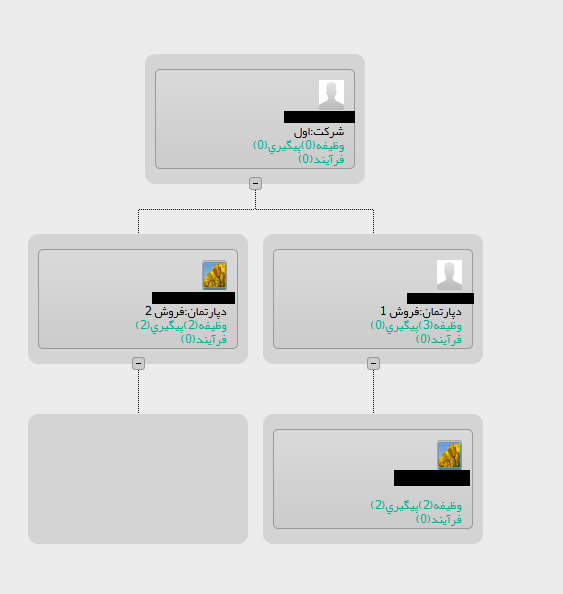 شرکت:اول
وظیفه(0)پیگیري(0)
فرآیند(0)
دپارتمان:فروش 1
وظیفه(3)پیگیري(0)
فرآیند(0)
دپارتمان:فروش 2
وظیفه(2)پیگیري(2)
فرآیند(0)
وظیفه(2)پیگیري(2)
فرآیند(0)